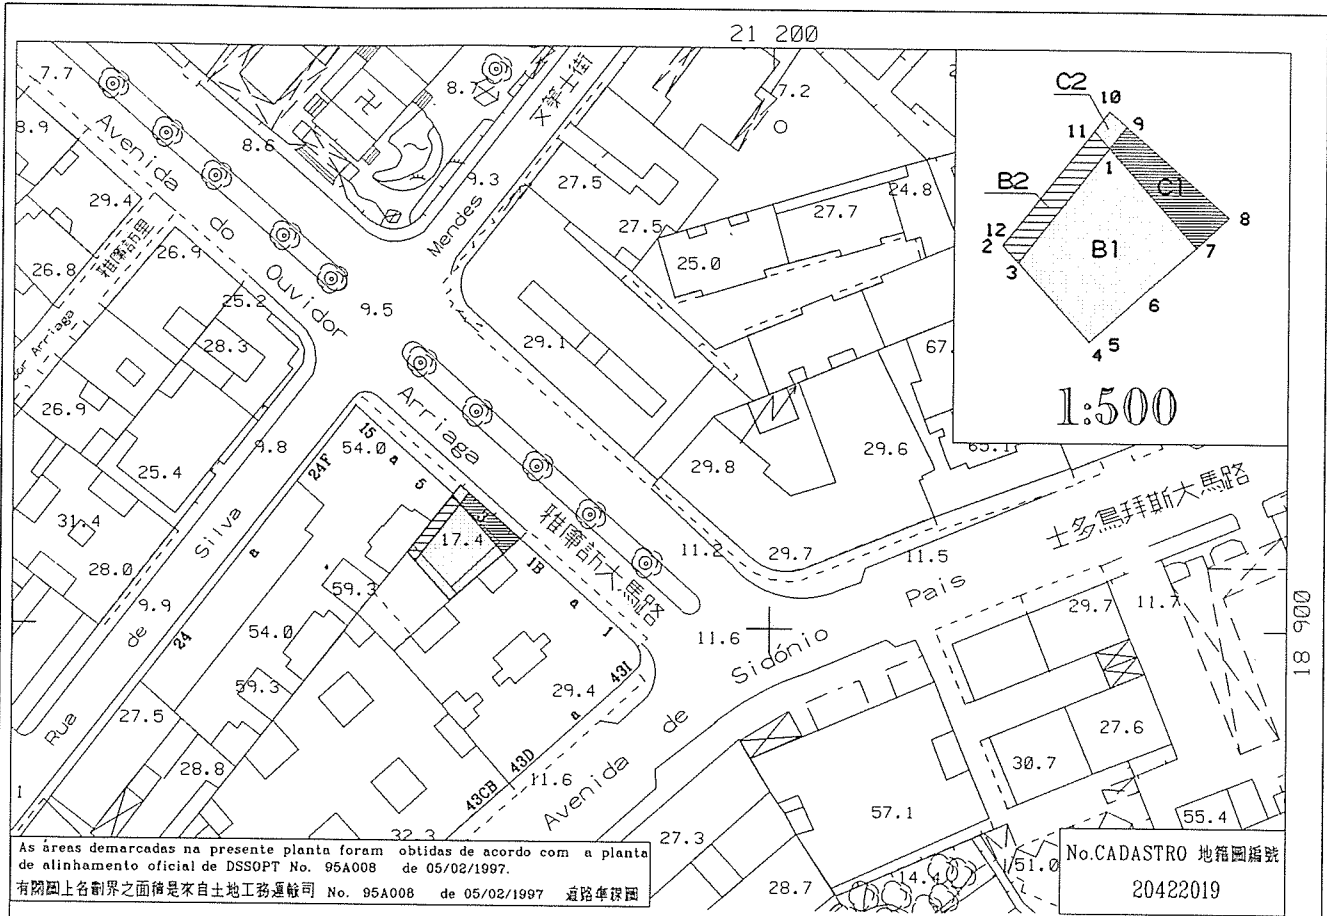 21 200
7.7
8.9
8.6
8.7
7.2
Avenida
do
Ouvidor
Arriaga
卍
9.3
Mendes
27.5
27.5
27.7
24.8
25.0
29.4
26.9
26.8
25.2
28.3
9.5
29.1
26.9
25.4
9.8
31.4
28.0
9.9
Rua
de
Silva
24
a
24F
54.0
15
a
5
3
17.4
1B
a
1
59.3
54.0
59.3
27.5
28.8
32.3
29.4
43I
a
43D
43CB
11.6
雅廉訪大馬路
29.8
29.6
65.1
11.2
29.7
11.5
11.6
Avenida
de
Sidónio
Pais
士多鳥拜斯大馬路
29.7
11.7
27.6
30.7
57.1
55.4
27.3
28.7
14.4
51.0
18 900
C2
10
11
9
1
B2
C1
12
2
3
8
7
B1
6
5
4
1:500
As áreas demarcadas na presente planta foram obtidas de acordo com a planta
de alinhamento oficial de DSSOPT No. 95A008 de 05/02/1997.
有關圖上各劃界之面積是來自土地工務運輸司 No. 95A008 de 05/02/1997 道路準線圖
No.CADASTRO 地籍圖編號
20422019